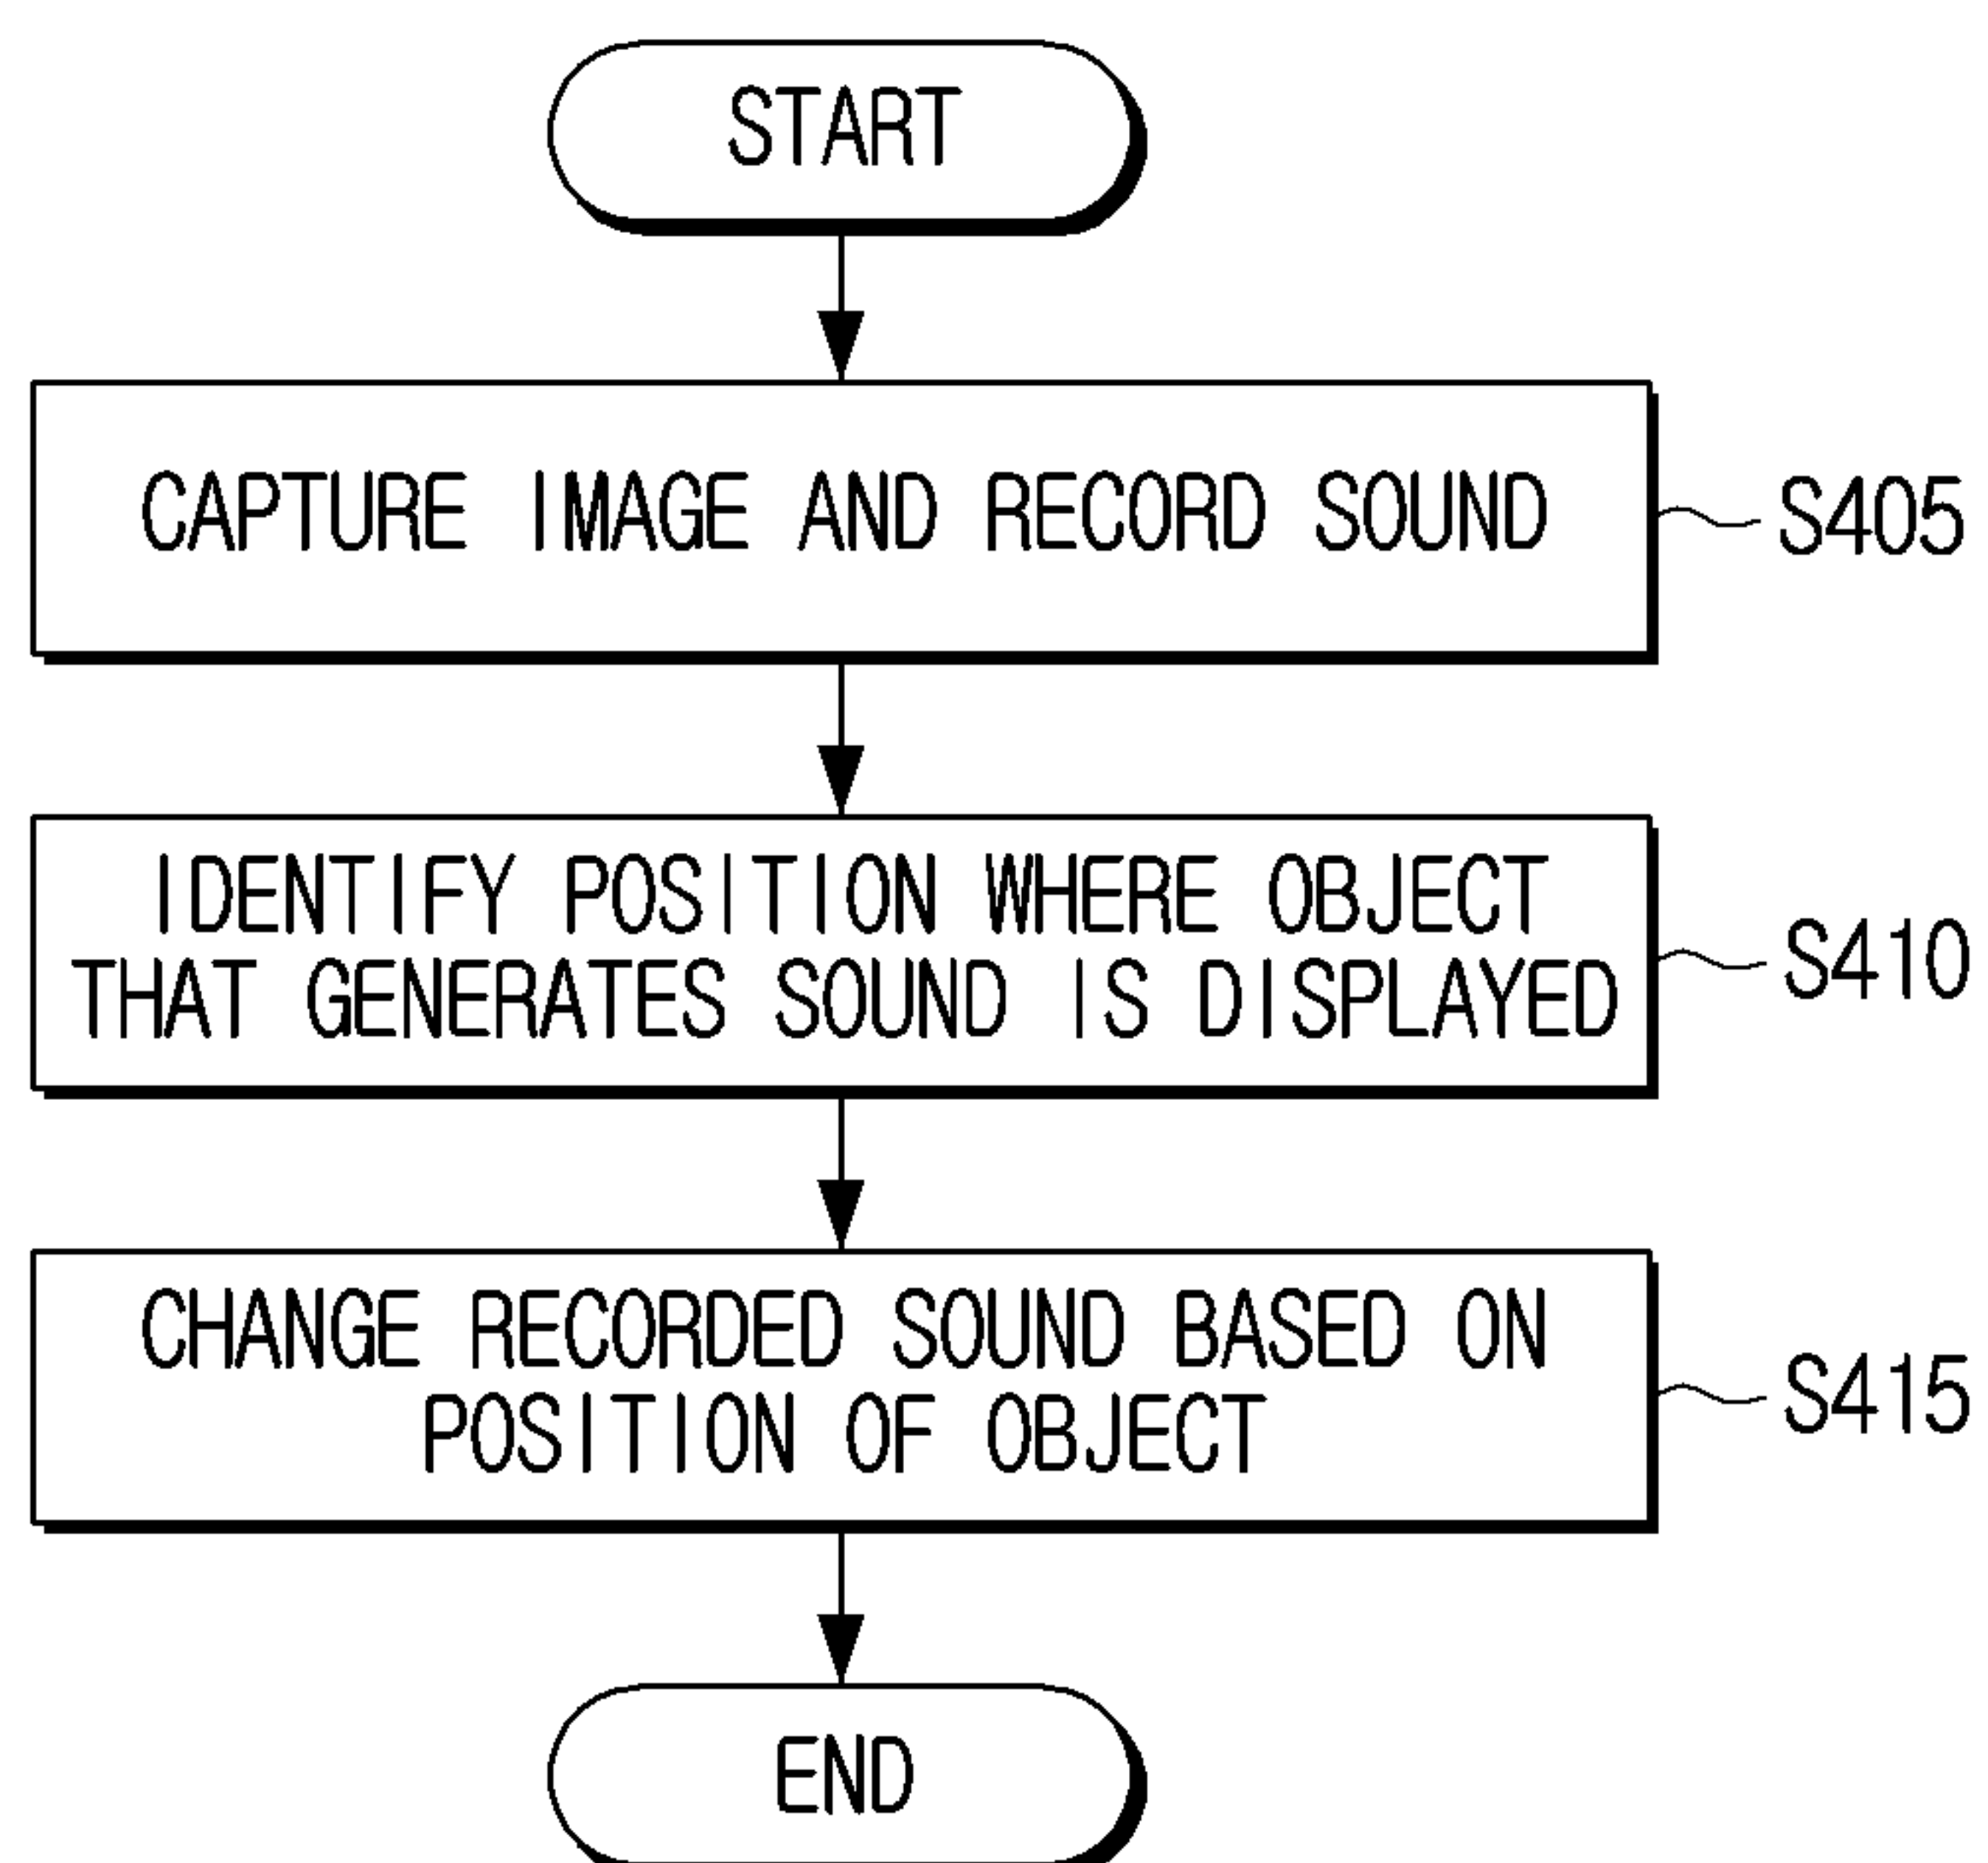 START
CAPTURE IMAGE AND RECORD SOUND
S405
IDENTIFY POSITION WHERE OBJECT
THAT GENERATES SOUND IS DISPLAYED
S410
CHANGE RECORDED SOUND BASED ON
POSITION OF OBJECT
S415
END